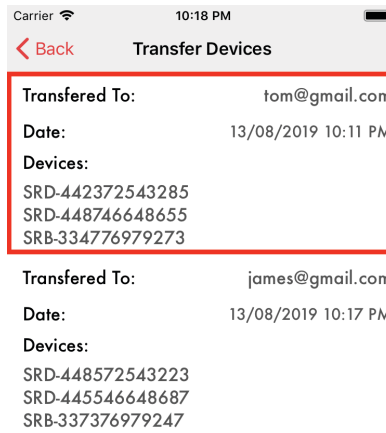 Carrier 10:18 PM
Back Transfer Devices
Transfered To: tom@gmail.com
Date: 13/08/2019 10:11 PM
Devices:
SRD-442372543285
SRD-448746648655
SRB-334776979273
Transfered To: james@gmail.com
Date: 13/08/2019 10:17 PM
Devices:
SRD-448572543223
SRD-445546648687
SRB-337376979247